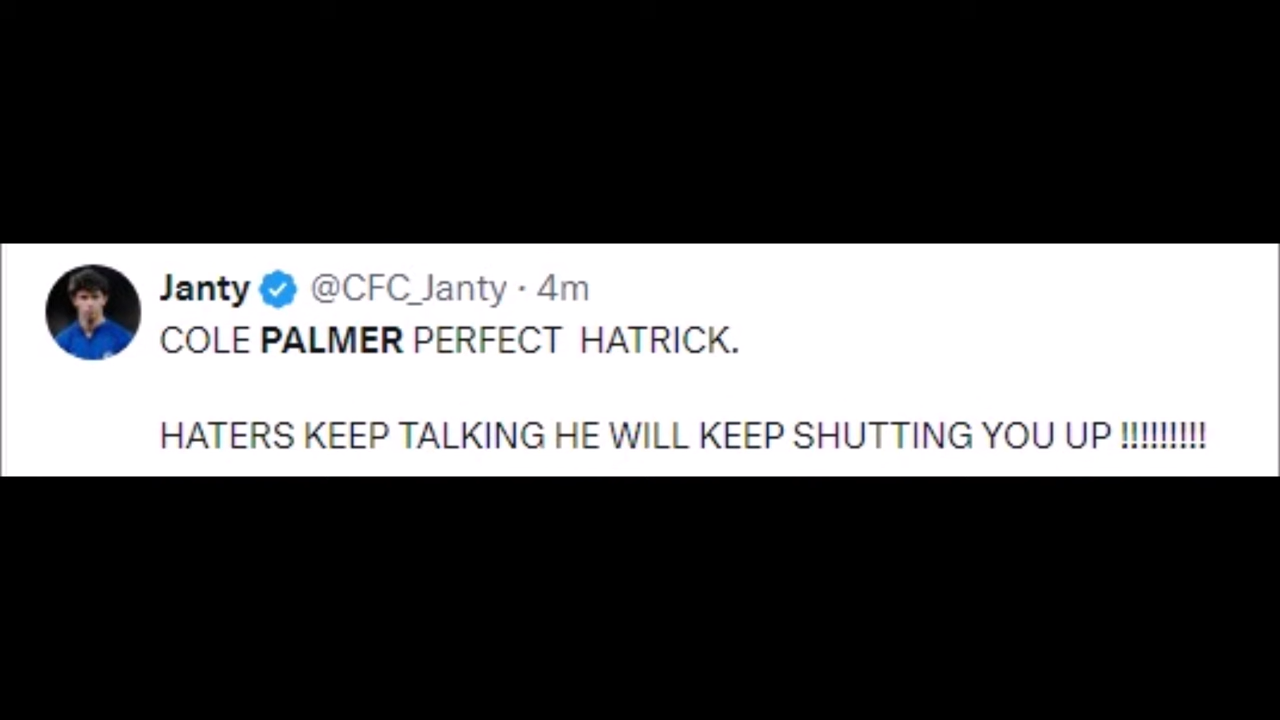 Janty @CFC_Janty · 4m
COLE PALMER PERFECT  HATRICK.
HATERS KEEP TALKING HE WILL KEEP SHUTTING YOU UP !!!!!!!!!